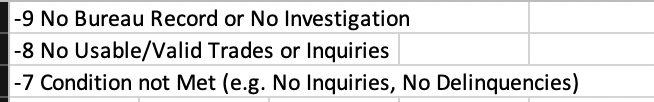 -9 No Bureau Record or No Investigation
-8 No Usable/Valid Trades or Inquiries
-7 Condition not Met (e.g. No Inquiries, No Delinquencies)